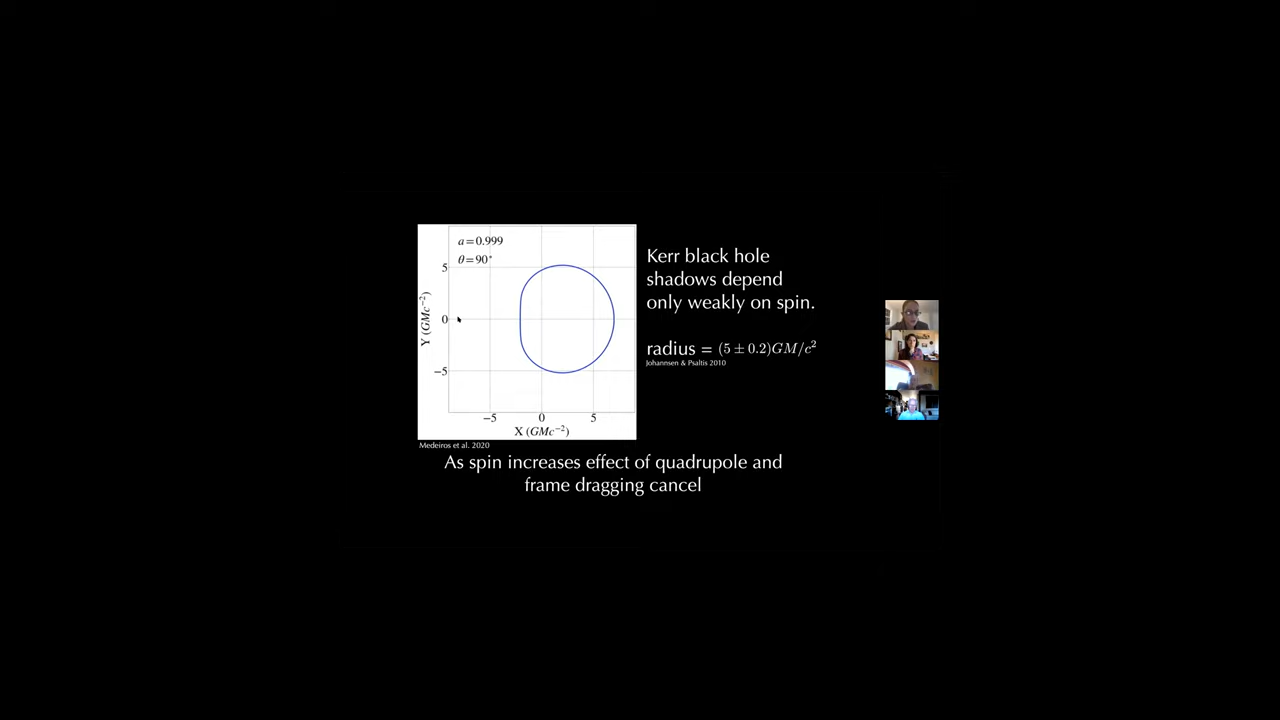 a=0.999
θ=90°
5
0
−5
Y (GMc⁻²)
−5
0
5
X (GMc⁻²)
Medeiros et al. 2020
Kerr black hole
shadows depend
only weakly on spin.
radius = (5 ± 0.2)GM/c²
Johannsen & Psaltis 2010
As spin increases effect of quadrupole and
frame dragging cancel